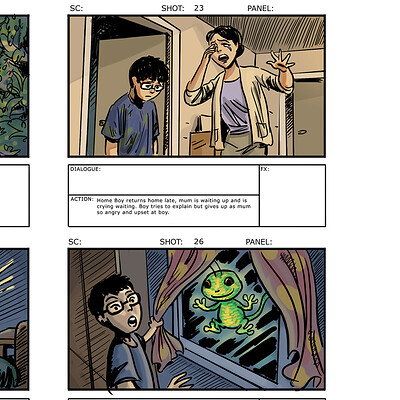 SC: SHOT: 23 PANEL:
DIALOGUE: FX:
ACTION: Home Boy returns home late, mum is waiting up and is
crying waiting. Boy tries to explain but gives up as mum
so angry and upset at boy.
SC: SHOT: 26 PANEL: